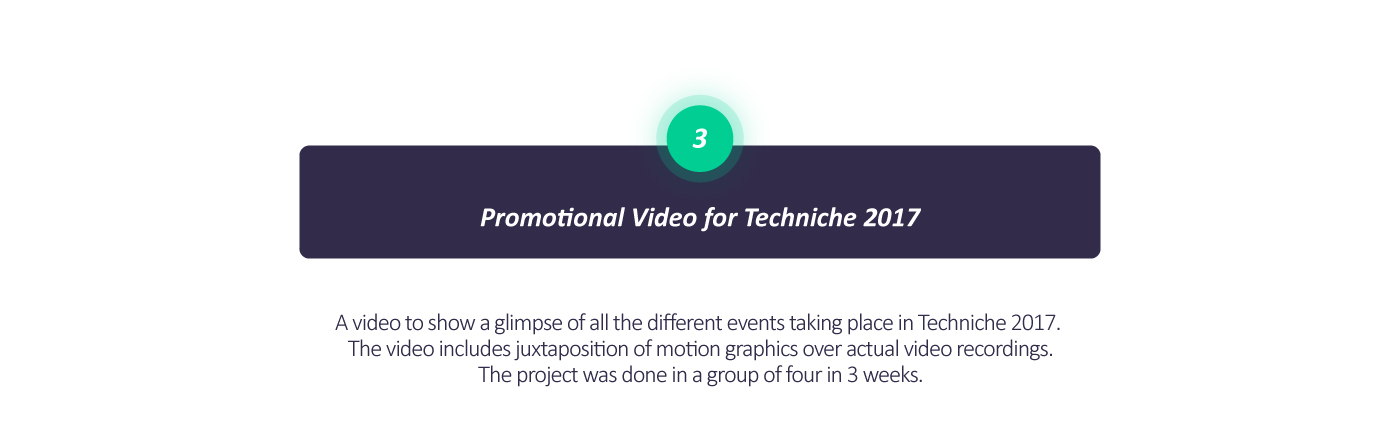 3
Promotional Video for Techniche 2017
A video to show a glimpse of all the different events taking place in Techniche 2017.
The video includes juxtaposition of motion graphics over actual video recordings.
The project was done in a group of four in 3 weeks.